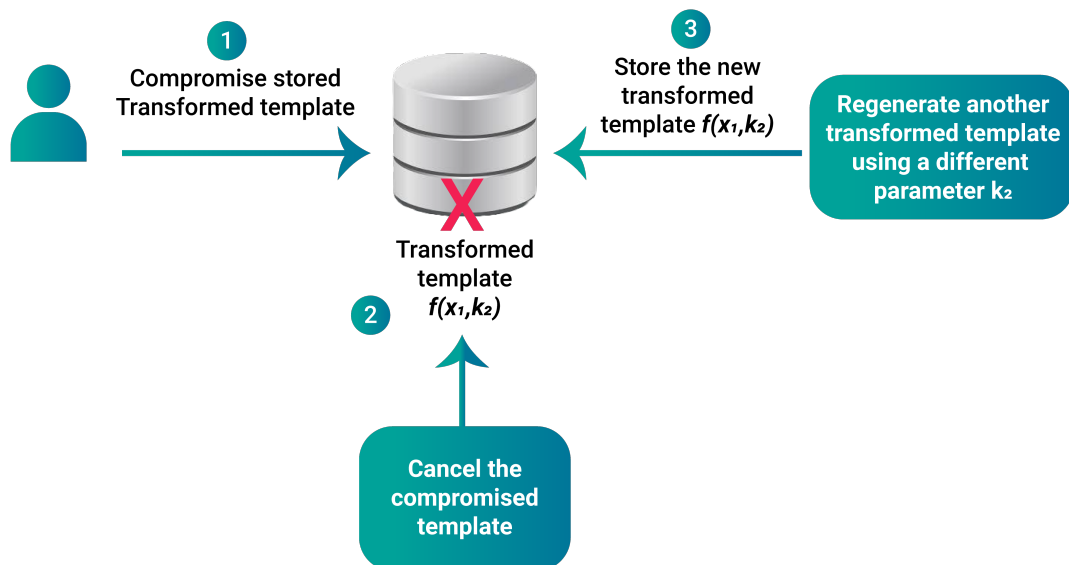 1
Compromise stored
Transformed template
3
Store the new
transformed
template f(x₁,k₂)
Regenerate another
transformed template
using a different
parameter k₂
X
Transformed
template
f(x₁,k₂)
2
Cancel the
compromised
template